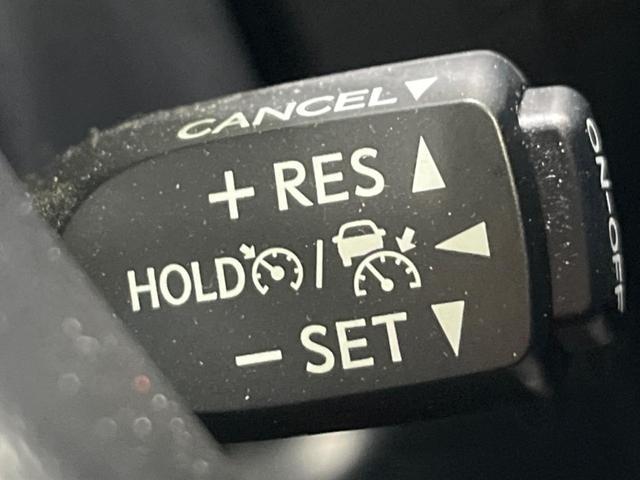 CANCEL
+ RES
HOLD /
- SET
ON-OFF